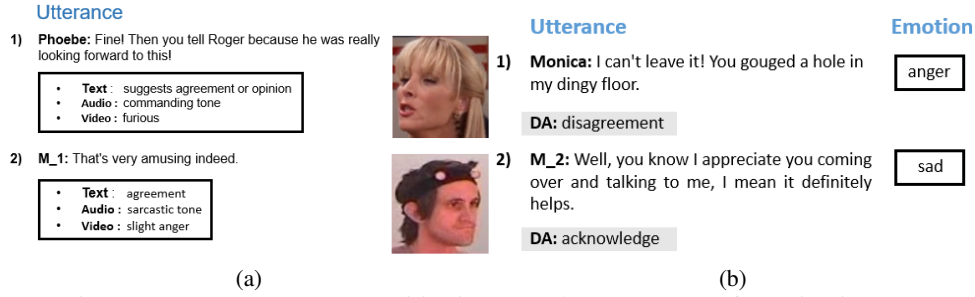 Utterance
1) Phoebe: Fine! Then you tell Roger because he was really
looking forward to this!
• Text : suggests agreement or opinion
• Audio : commanding tone
• Video : furious
2) M_1: That's very amusing indeed.
• Text : agreement
• Audio : sarcastic tone
• Video : slight anger
(a)
Utterance
Emotion
1) Monica: I can't leave it! You gouged a hole in
my dingy floor.
anger
DA: disagreement
2) M_2: Well, you know I appreciate you coming
over and talking to me, I mean it definitely
helps.
sad
DA: acknowledge
(b)